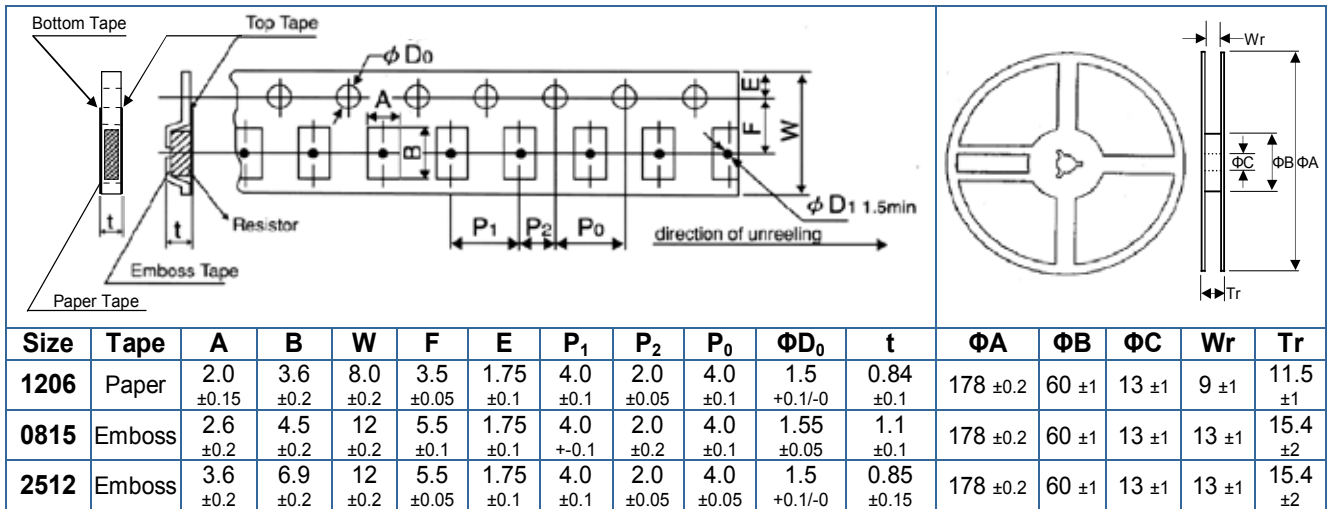 Bottom Tape
Top Tape
ϕ D0
Wr
A
E
F
W
B
ΦC
ΦB
ΦA
ϕ D1 1.5min
t
t
Resistor
P1
P2
P0
direction of unreeling
Emboss Tape
Paper Tape
Tr
Size Tape A B W F E P₁ P₂ P₀ ΦD₀ t ΦA ΦB ΦC Wr Tr
1206 Paper 2.0 ±0.15 3.6 ±0.2 8.0 ±0.2 3.5 ±0.05 1.75 ±0.1 4.0 ±0.1 2.0 ±0.05 4.0 ±0.1 1.5 +0.1/-0 0.84 ±0.1 178 ±0.2 60 ±1 13 ±1 9 ±1 11.5 ±1
0815 Emboss 2.6 ±0.2 4.5 ±0.2 12 ±0.2 5.5 ±0.1 1.75 ±0.1 4.0 +-0.1 2.0 ±0.2 4.0 ±0.1 1.55 ±0.05 1.1 ±0.1 178 ±0.2 60 ±1 13 ±1 13 ±1 15.4 ±2
2512 Emboss 3.6 ±0.2 6.9 ±0.2 12 ±0.2 5.5 ±0.05 1.75 ±0.1 4.0 ±0.1 2.0 ±0.05 4.0 ±0.05 1.5 +0.1/-0 0.85 ±0.15 178 ±0.2 60 ±1 13 ±1 13 ±1 15.4 ±2